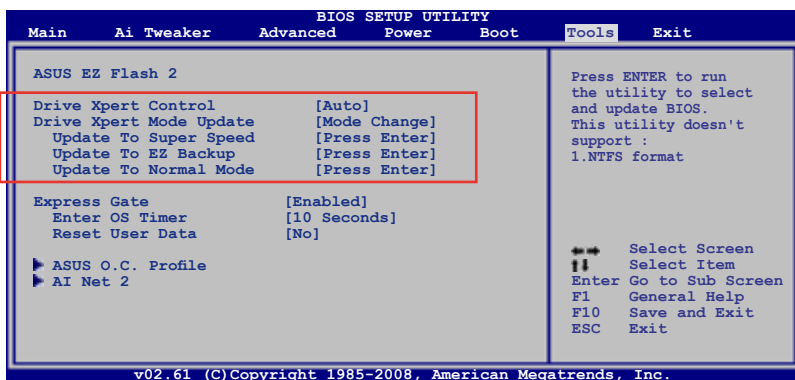 BIOS SETUP UTILITY
Main Ai Tweaker Advanced Power Boot Tools Exit
ASUS EZ Flash 2
Drive Xpert Control [Auto]
Drive Xpert Mode Update [Mode Change]
Update To Super Speed [Press Enter]
Update To EZ Backup [Press Enter]
Update To Normal Mode [Press Enter]
Express Gate [Enabled]
Enter OS Timer [10 Seconds]
Reset User Data [No]
ASUS O.C. Profile
AI Net 2
Press ENTER to run
the utility to select
and update BIOS.
This utility doesn't
support :
1.NTFS format
Select Screen
Select Item
Enter Go to Sub Screen
F1 General Help
F10 Save and Exit
ESC Exit
v02.61 (C)Copyright 1985-2008, American Megatrends, Inc.